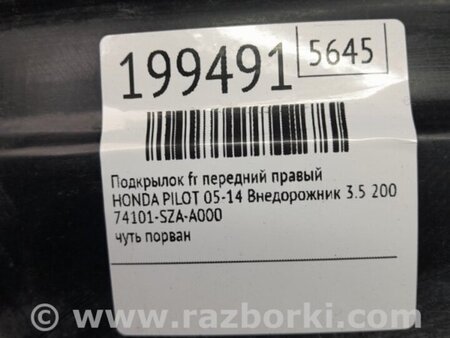 199491 5645
Подкрылок fr передний правый
HONDA PILOT 05-14 Внедорожник 3.5 200
74101-SZA-A000
чуть порван
© www.razborki.com